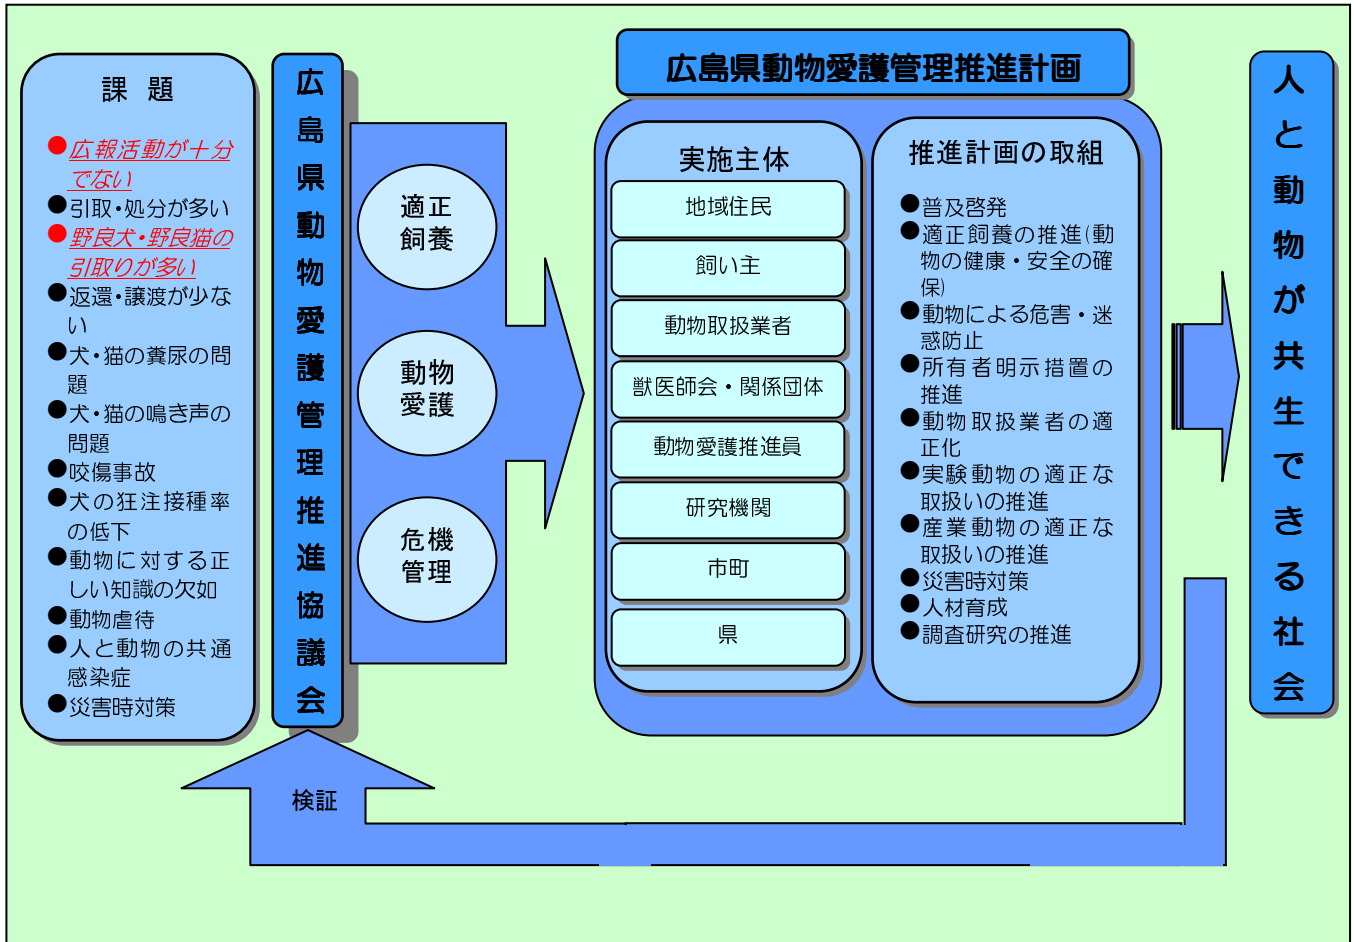 課 題
●広報活動が十分
でない
●引取・処分が多い
●野良犬・野良猫の
引取りが多い
●返還・譲渡が少な
い
●犬・猫の糞尿の問
題
●犬・猫の鳴き声の
問題
●咬傷事故
●犬の狂注接種率
の低下
●動物に対する正
しい知識の欠如
●動物虐待
●人と動物の共通
感染症
●災害時対策
広島県動物愛護管理推進協議会
適正
飼養
動物
愛護
危機
管理
広島県動物愛護管理推進計画
実施主体
地域住民
飼い主
動物取扱業者
獣医師会・関係団体
動物愛護推進員
研究機関
市町
県
推進計画の取組
●普及啓発
●適正飼養の推進(動
物の健康・安全の確
保)
●動物による危害・迷
惑防止
●所有者明示措置の
推進
●動物取扱業者の適
正化
●実験動物の適正な
取扱いの推進
●産業動物の適正な
取扱いの推進
●災害時対策
●人材育成
●調査研究の推進
人と動物が共生できる社会
検証